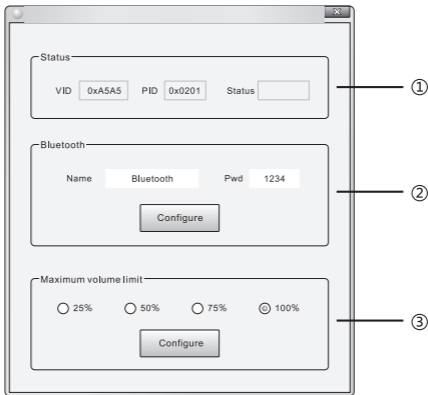 Status
VID 0xA5A5 PID 0x0201 Status
①
Bluetooth
Name Bluetooth Pwd 1234
②
Configure
Maximum volume limit
25% 50% 75% 100%
③
Configure